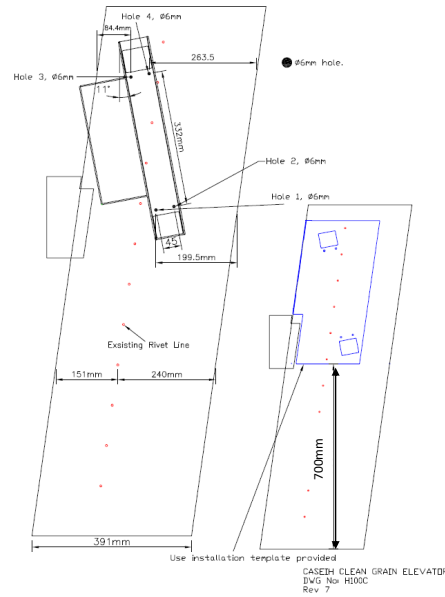 Hole 4, Ø6mm
84.4mm
263.5
Ø6mm hole.
Hole 3, Ø6mm
11°
332mm
Hole 2, Ø6mm
Hole 1, Ø6mm
45
199.5mm
Exsisting Rivet Line
151mm
240mm
700mm
391mm
Use installation template provided
CASEIH CLEAN GRAIN ELEVATOR
DWG No: H100C
Rev 7